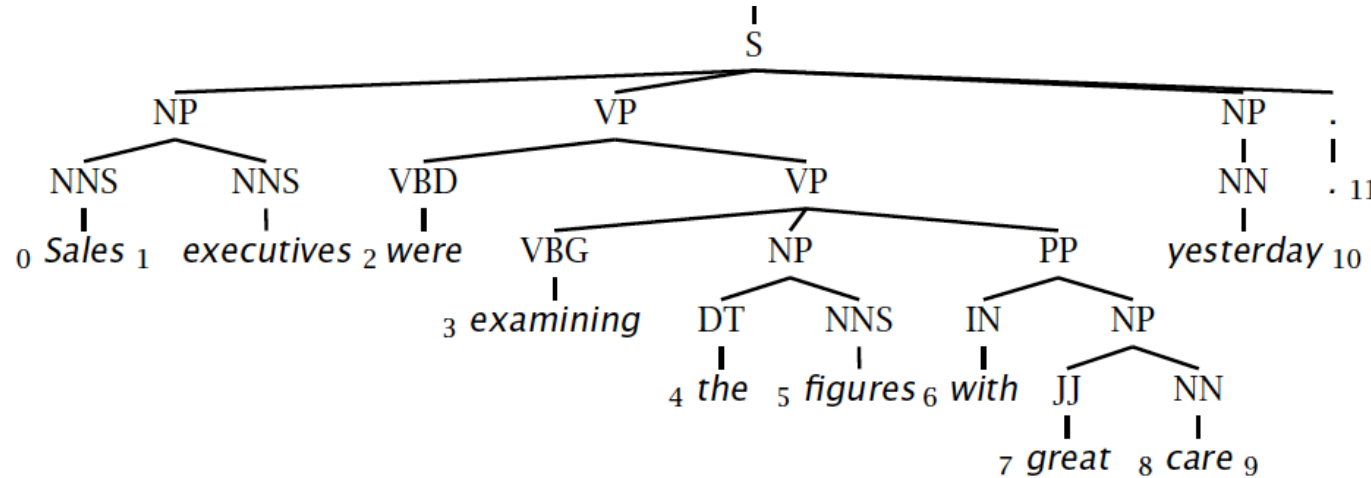 S
NP VP NP .
NNS NNS VBD VP NN . 11
0 Sales 1 executives 2 were VBG NP PP yesterday 10
3 examining DT NNS IN NP
4 the 5 figures 6 with JJ NN
7 great 8 care 9